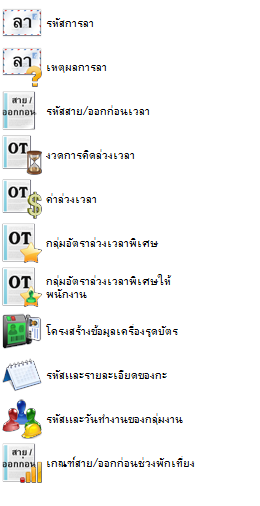 ลา รหัสการลา
ลา เหตุผลการลา
สาย/
ออกก่อน รหัสสาย/ออกก่อนเวลา
OT งวดการคิดล่วงเวลา
OT ค่าล่วงเวลา
OT กลุ่มอัตราล่วงเวลาพิเศษ
OT กลุ่มอัตราล่วงเวลาพิเศษให้
พนักงาน
โครงสร้างข้อมูลเครื่องรูดบัตร
รหัสและรายละเอียดของกะ
รหัสและวันทำงานของกลุ่มงาน
สาย/
ออกก่อน เกณฑ์สาย/ออกก่อนช่วงพักเที่ยง